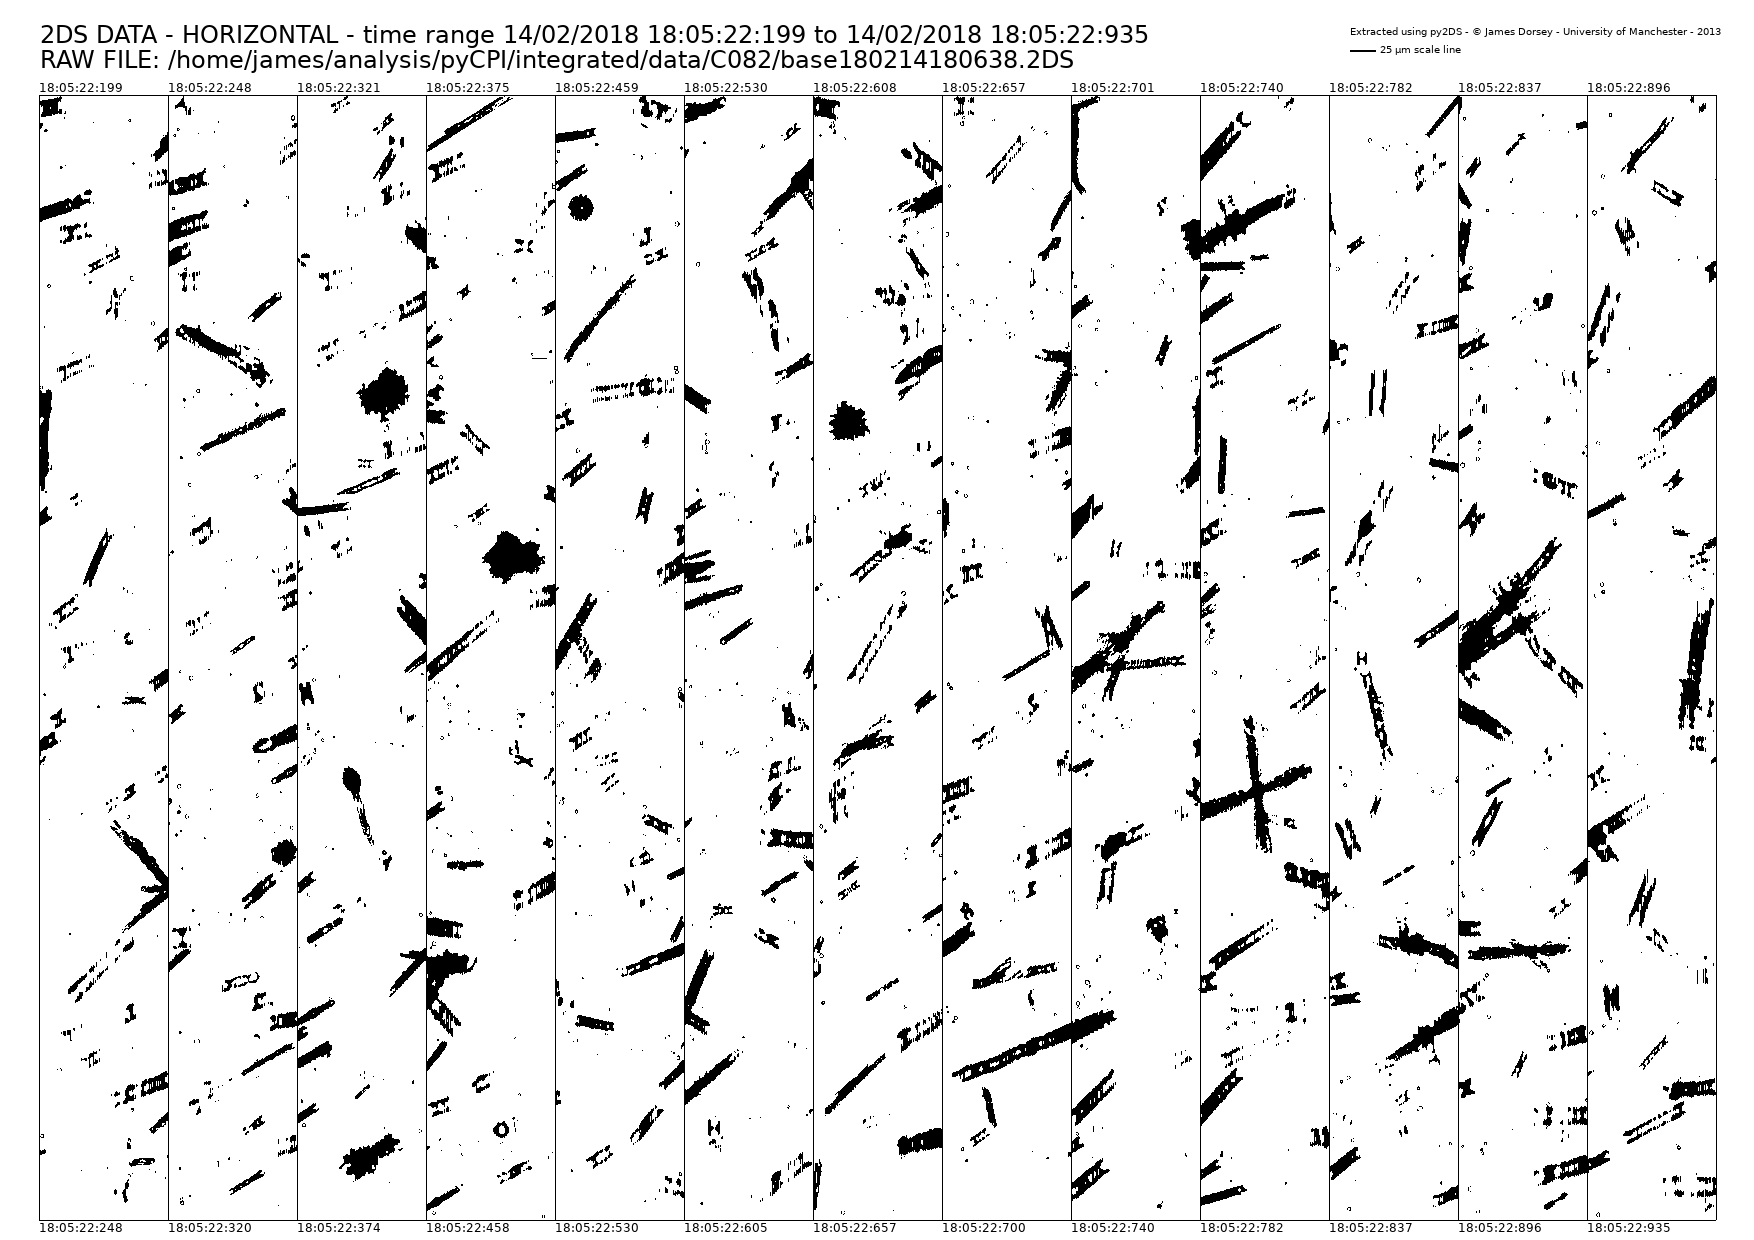 2DS DATA - HORIZONTAL - time range 14/02/2018 18:05:22:199 to 14/02/2018 18:05:22:935
RAW FILE: /home/james/analysis/pyCPI/integrated/data/C082/base180214180638.2DS
Extracted using py2DS - © James Dorsey - University of Manchester - 2013
25 µm scale line
18:05:22:199 18:05:22:248 18:05:22:321 18:05:22:375 18:05:22:459 18:05:22:530 18:05:22:608 18:05:22:657 18:05:22:701 18:05:22:740 18:05:22:782 18:05:22:837 18:05:22:896
18:05:22:248 18:05:22:320 18:05:22:374 18:05:22:458 18:05:22:530 18:05:22:605 18:05:22:657 18:05:22:700 18:05:22:740 18:05:22:782 18:05:22:837 18:05:22:896 18:05:22:935